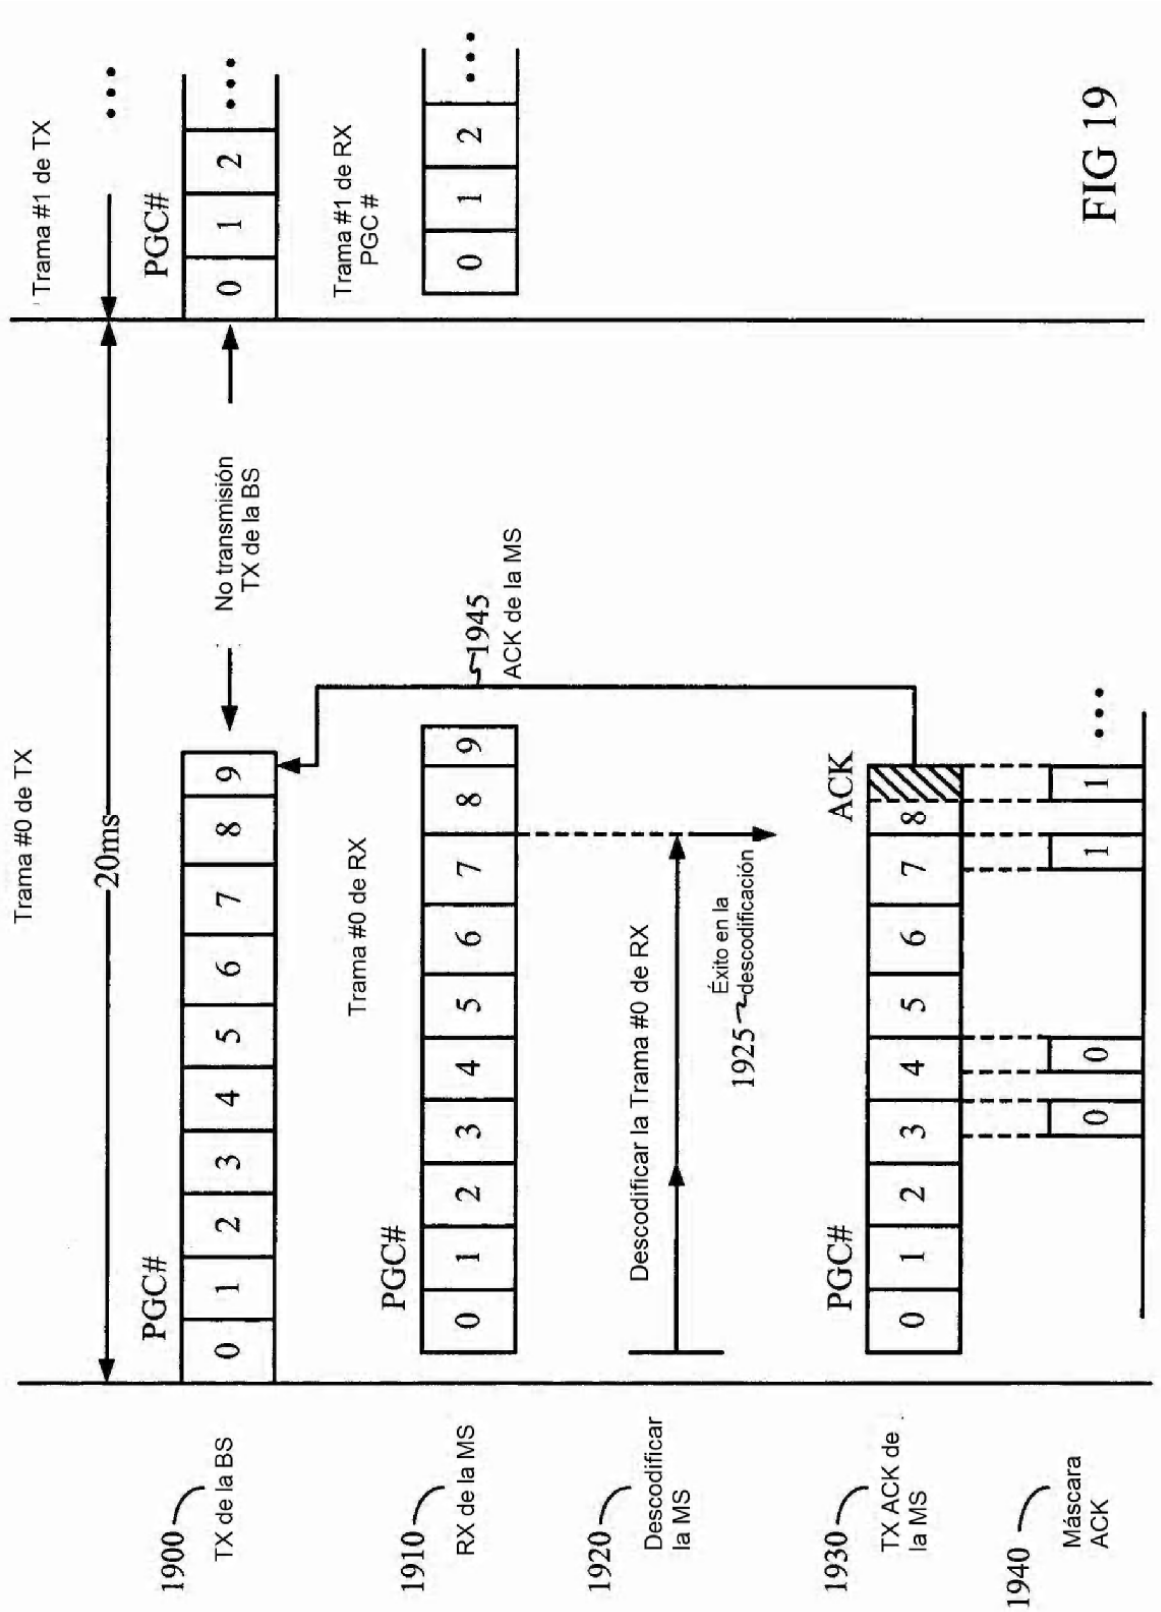 Trama #0 de TX
Trama #1 de TX
20ms
...
PGC#
PGC#
1900
TX de la BS
0 1 2 3 4 5 6 7 8 9
No transmisión
TX de la BS
0 1 2 ...
Trama #0 de RX
Trama #1 de RX
PGC#
PGC #
1910
RX de la MS
0 1 2 3 4 5 6 7 8 9
0 1 2 ...
1945
ACK de la MS
1920
Descodificar
la MS
Descodificar la Trama #0 de RX
Éxito en la
1925 descodificación
PGC#
ACK
1930
TX ACK de
la MS
0 1 2 3 4 5 6 7 8
1940
Máscara
ACK
0 0 1 1 ...
FIG 19